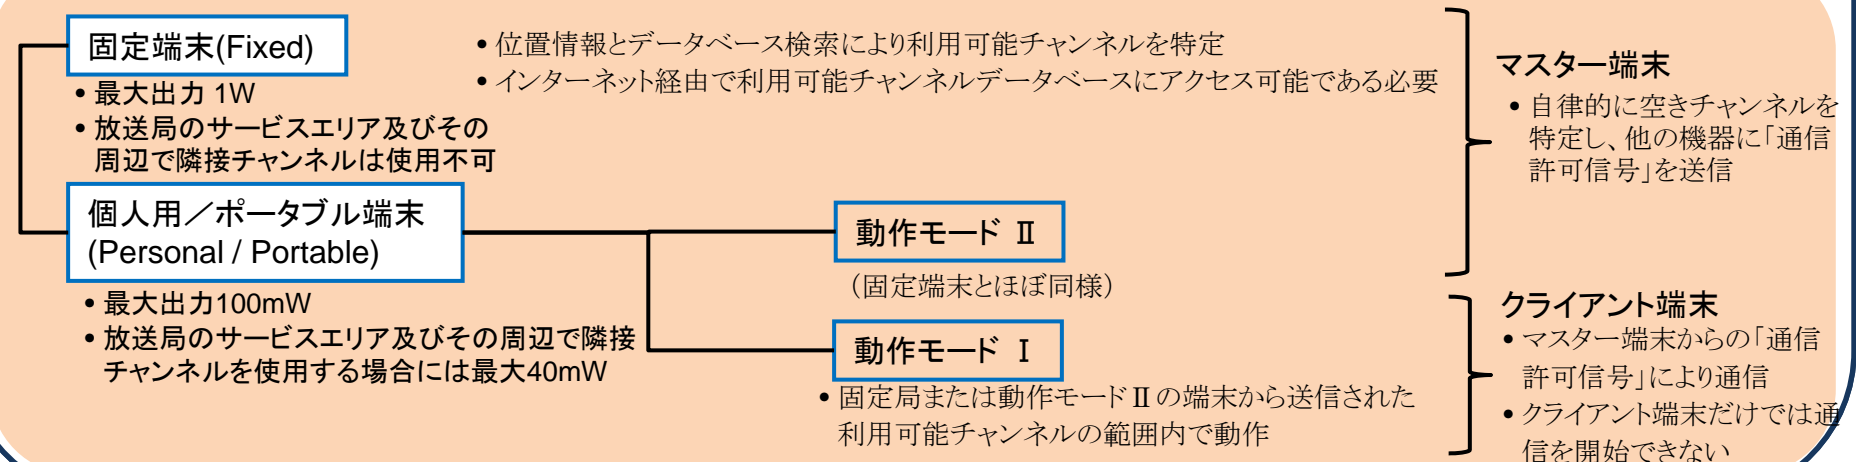 固定端末(Fixed)
• 最大出力 1W
• 放送局のサービスエリア及びその
周辺で隣接チャンネルは使用不可
• 位置情報とデータベース検索により利用可能チャンネルを特定
• インターネット経由で利用可能チャンネルデータベースにアクセス可能である必要
マスター端末
• 自律的に空きチャンネルを
特定し、他の機器に「通信
許可信号」を送信
個人用／ポータブル端末
(Personal / Portable)
• 最大出力100mW
• 放送局のサービスエリア及びその周辺で隣接
チャンネルを使用する場合には最大40mW
動作モード Ⅱ
（固定端末とほぼ同様）
動作モード Ⅰ
• 固定局または動作モードⅡの端末から送信された
利用可能チャンネルの範囲内で動作
クライアント端末
• マスター端末からの「通信
許可信号」により通信
• クライアント端末だけでは通
信を開始できない